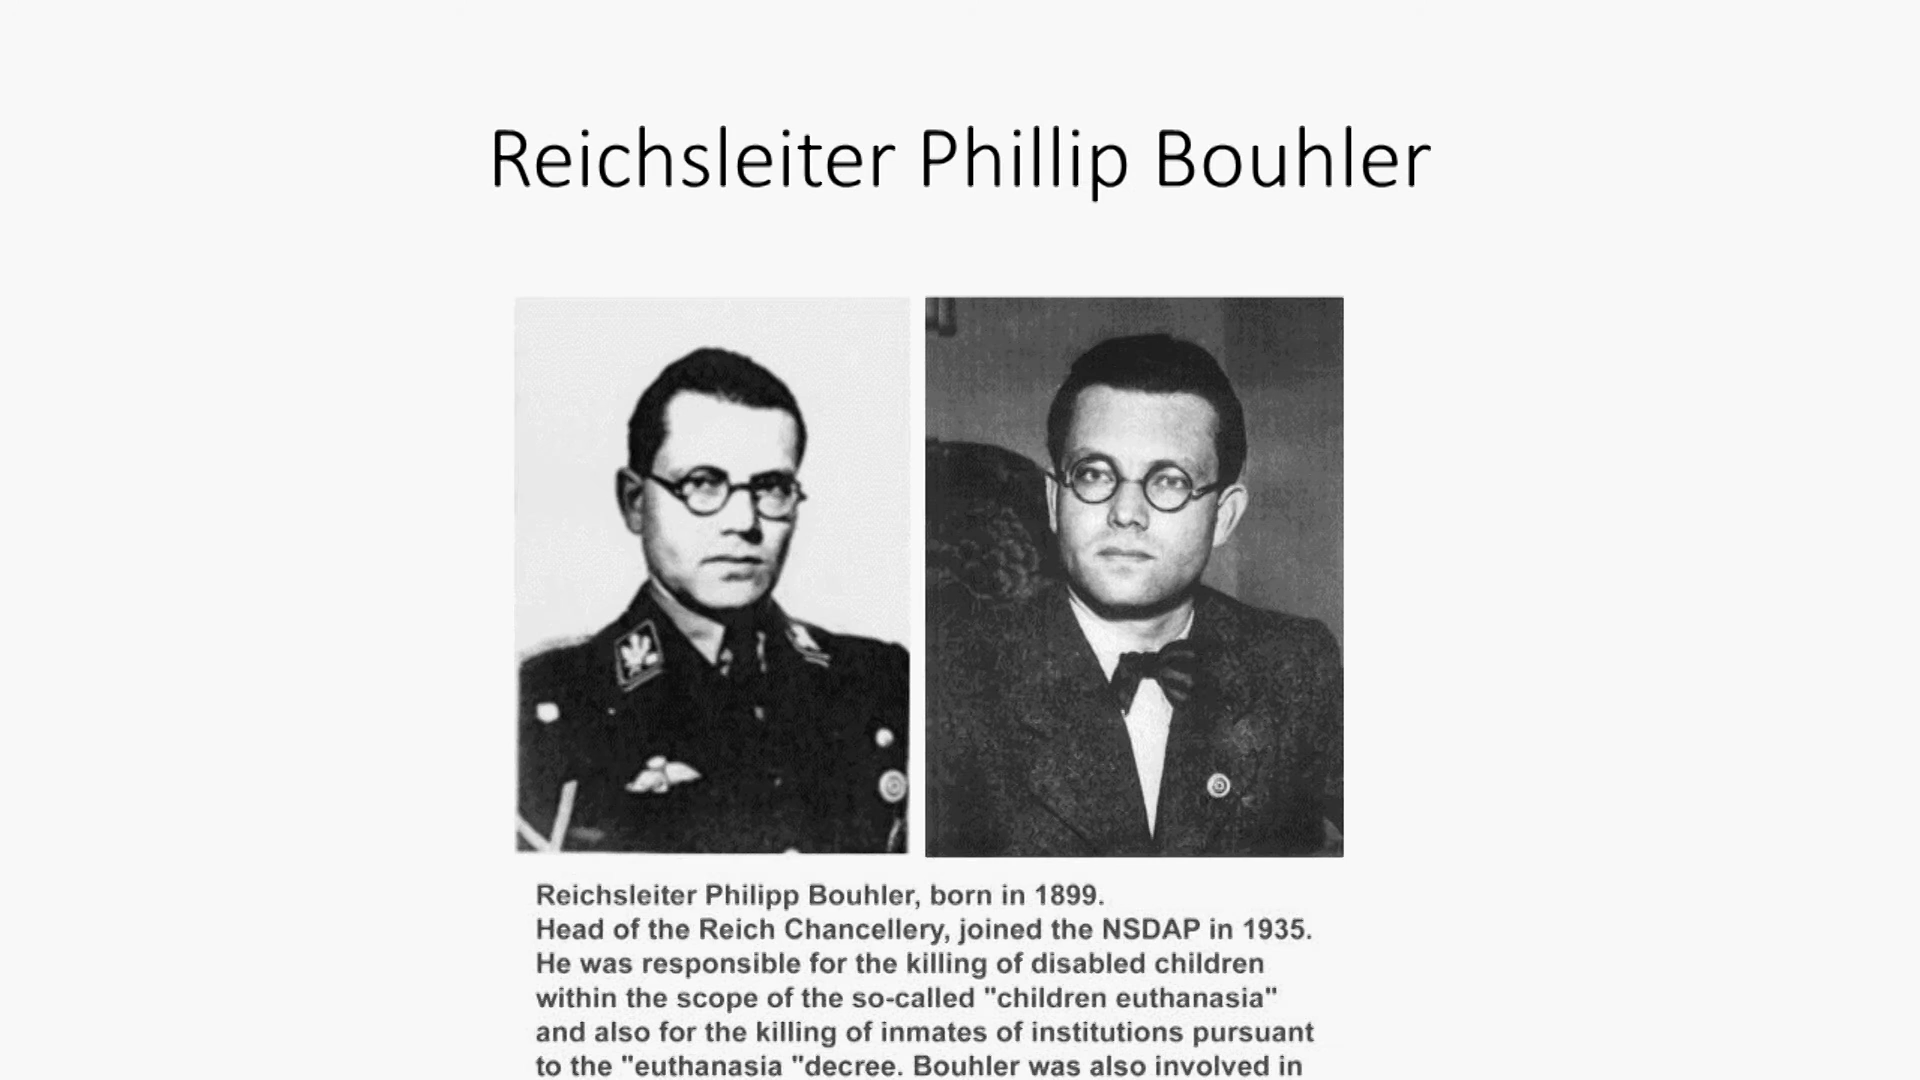 Reichsleiter Phillip Bouhler
Reichsleiter Philipp Bouhler, born in 1899.
Head of the Reich Chancellery, joined the NSDAP in 1935.
He was responsible for the killing of disabled children
within the scope of the so-called "children euthanasia"
and also for the killing of inmates of institutions pursuant
to the "euthanasia "decree. Bouhler was also involved in